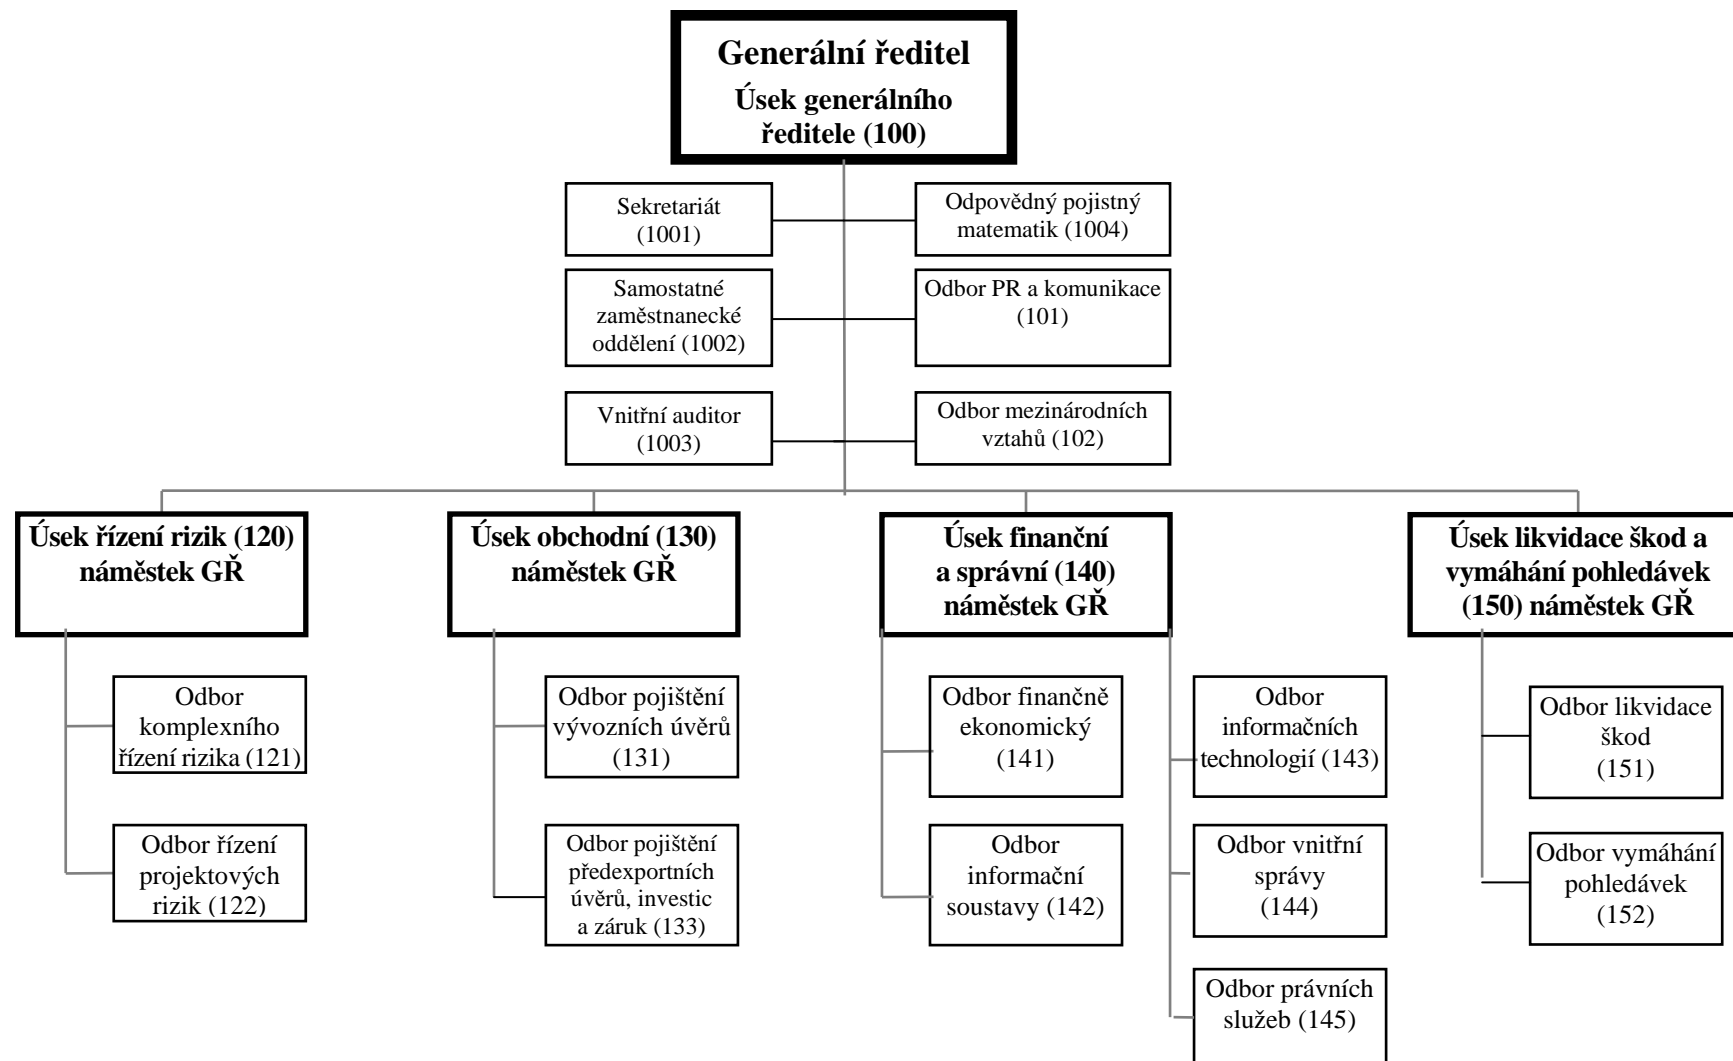 Generální ředitel
Úsek generálního
ředitele (100)
Sekretariát
(1001)
Odpovědný pojistný
matematik (1004)
Samostatné
zaměstnanecké
oddělení (1002)
Odbor PR a komunikace
(101)
Vnitřní auditor
(1003)
Odbor mezinárodních
vztahů (102)
Úsek řízení rizik (120)
náměstek GŘ
Úsek obchodní (130)
náměstek GŘ
Úsek finanční
a správní (140)
náměstek GŘ
Úsek likvidace škod a
vymáhání pohledávek
(150) náměstek GŘ
Odbor
komplexního
řízení rizika (121)
Odbor řízení
projektových
rizik (122)
Odbor pojištění
vývozních úvěrů
(131)
Odbor pojištění
předexportních
úvěrů, investic
a záruk (133)
Odbor finančně
ekonomický
(141)
Odbor
informační
soustavy (142)
Odbor
informačních
technologií (143)
Odbor vnitřní
správy
(144)
Odbor právních
služeb (145)
Odbor likvidace
škod
(151)
Odbor vymáhání
pohledávek
(152)